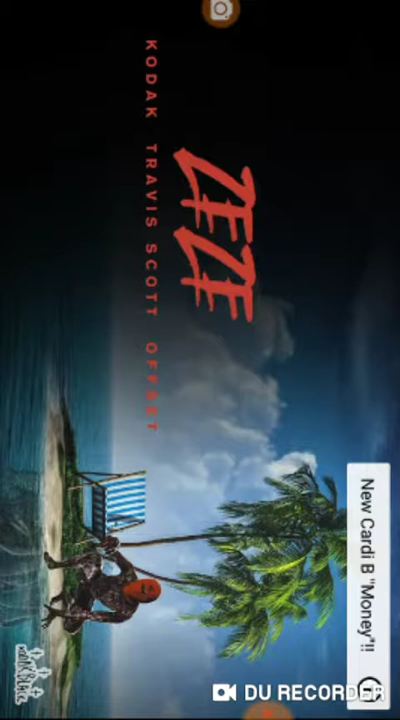 ZEZE
KODAK TRAVIS SCOTT OFFSET
New Cardi B "Money"!!
DU RECORDER